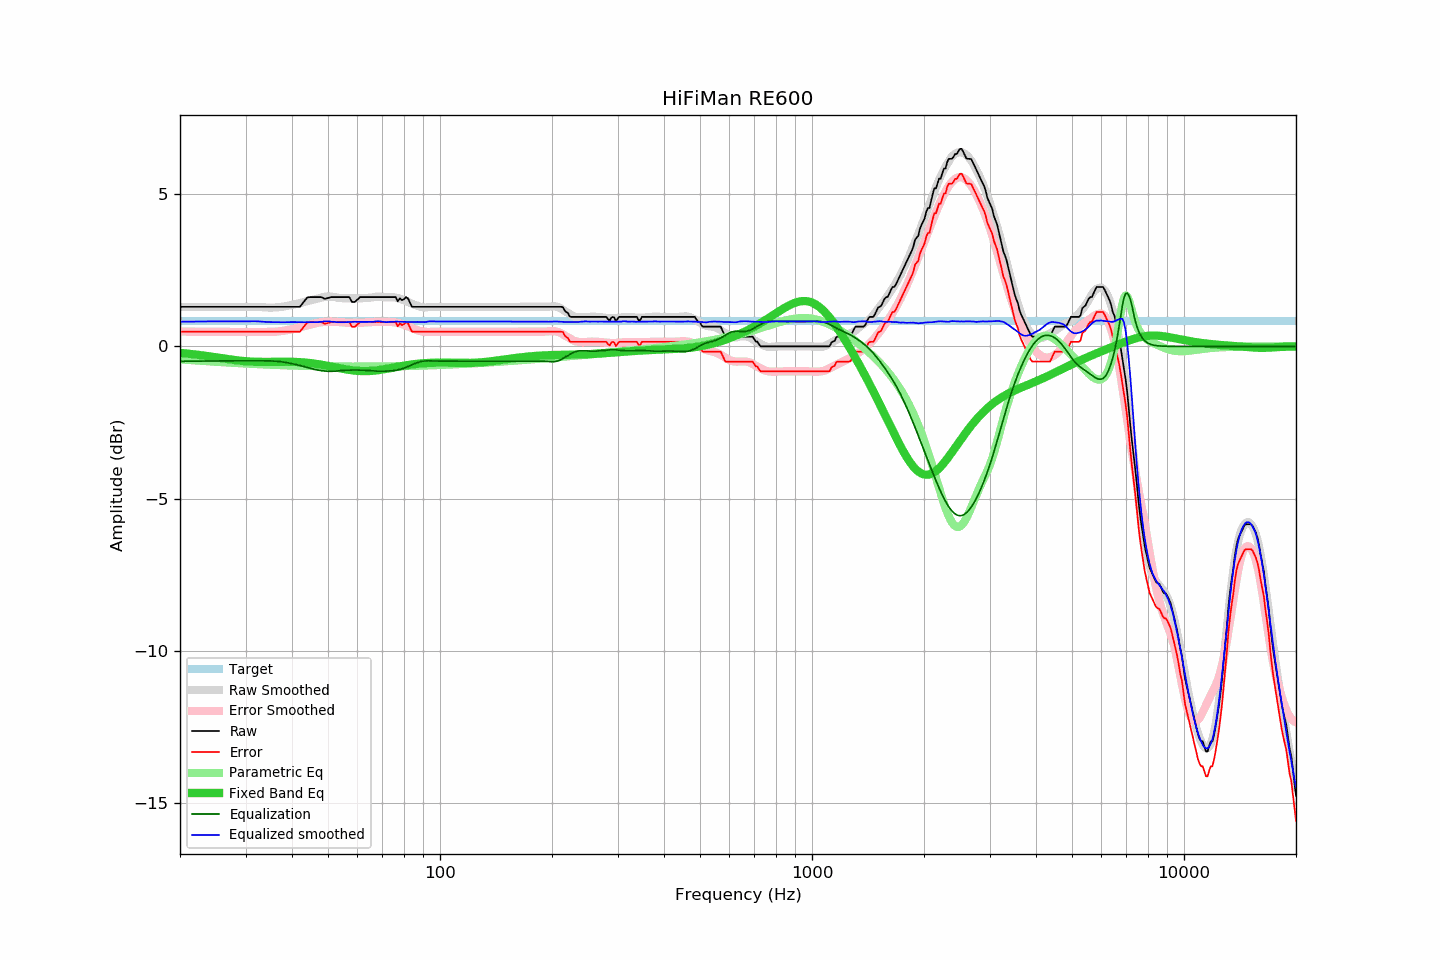 HiFiMan RE600
5
0
−5
−10
−15
Amplitude (dBr)
Target
Raw Smoothed
Error Smoothed
Raw
Error
Parametric Eq
Fixed Band Eq
Equalization
Equalized smoothed
100
1000
10000
Frequency (Hz)